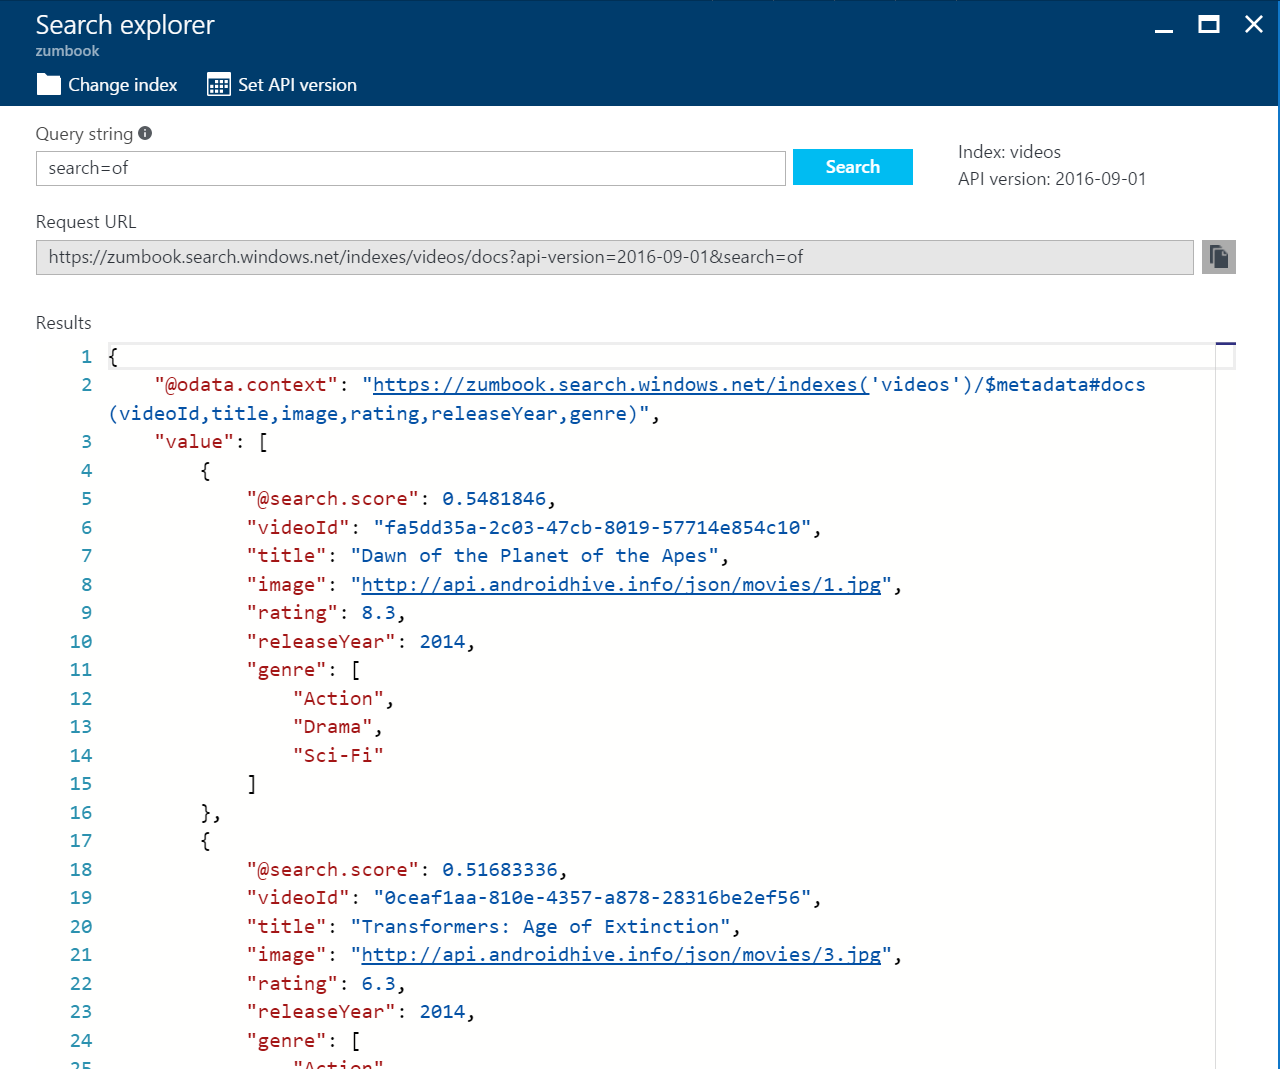 Search explorer
zumbook
Change index
Set API version
Query string
search=of
Search
Index: videos
API version: 2016-09-01
Request URL
https://zumbook.search.windows.net/indexes/videos/docs?api-version=2016-09-01&search=of
Results
1 {
2 "@odata.context": "https://zumbook.search.windows.net/indexes('videos')/$metadata#docs
(videoId,title,image,rating,releaseYear,genre)",
3 "value": [
4 {
5 "@search.score": 0.5481846,
6 "videoId": "fa5dd35a-2c03-47cb-8019-57714e854c10",
7 "title": "Dawn of the Planet of the Apes",
8 "image": "http://api.androidhive.info/json/movies/1.jpg",
9 "rating": 8.3,
10 "releaseYear": 2014,
11 "genre": [
12 "Action",
13 "Drama",
14 "Sci-Fi"
15 ]
16 },
17 {
18 "@search.score": 0.51683336,
19 "videoId": "0ceaf1aa-810e-4357-a878-28316be2ef56",
20 "title": "Transformers: Age of Extinction",
21 "image": "http://api.androidhive.info/json/movies/3.jpg",
22 "rating": 6.3,
23 "releaseYear": 2014,
24 "genre": [
25 "Action"